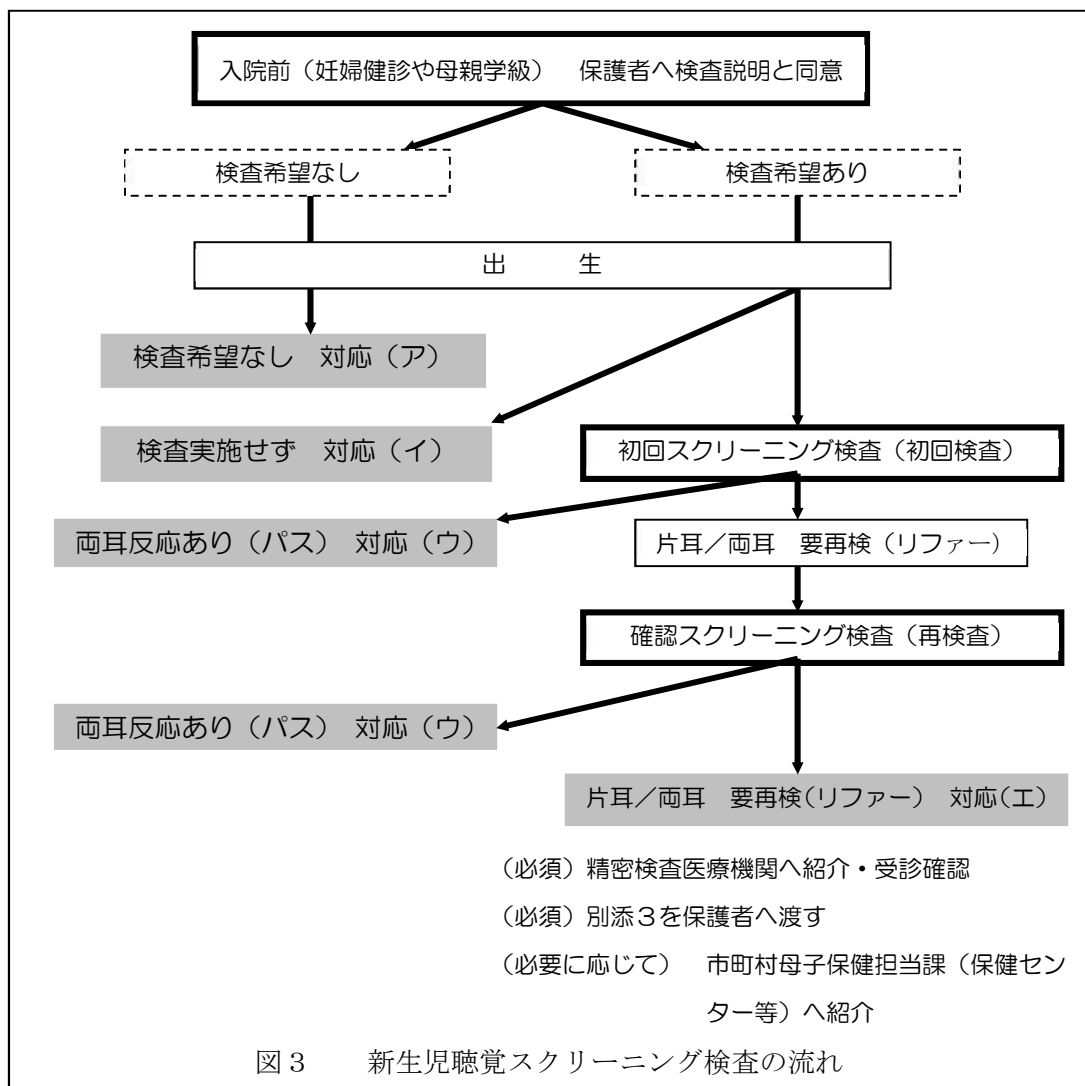 入院前（妊婦健診や母親学級）　保護者へ検査説明と同意
検査希望なし
検査希望あり
出　　　生
検査希望なし　対応（ア）
検査実施せず　対応（イ）
初回スクリーニング検査（初回検査）
両耳反応あり（パス）　対応（ウ）
片耳／両耳　要再検（リファー）
確認スクリーニング検査（再検査）
両耳反応あり（パス）　対応（ウ）
片耳／両耳　要再検（リファー）　対応（エ）
（必須）精密検査医療機関へ紹介・受診確認
（必須）別添３を保護者へ渡す
（必要に応じて）　市町村母子保健担当課（保健セン
ター等）へ紹介
図３　　新生児聴覚スクリーニング検査の流れ